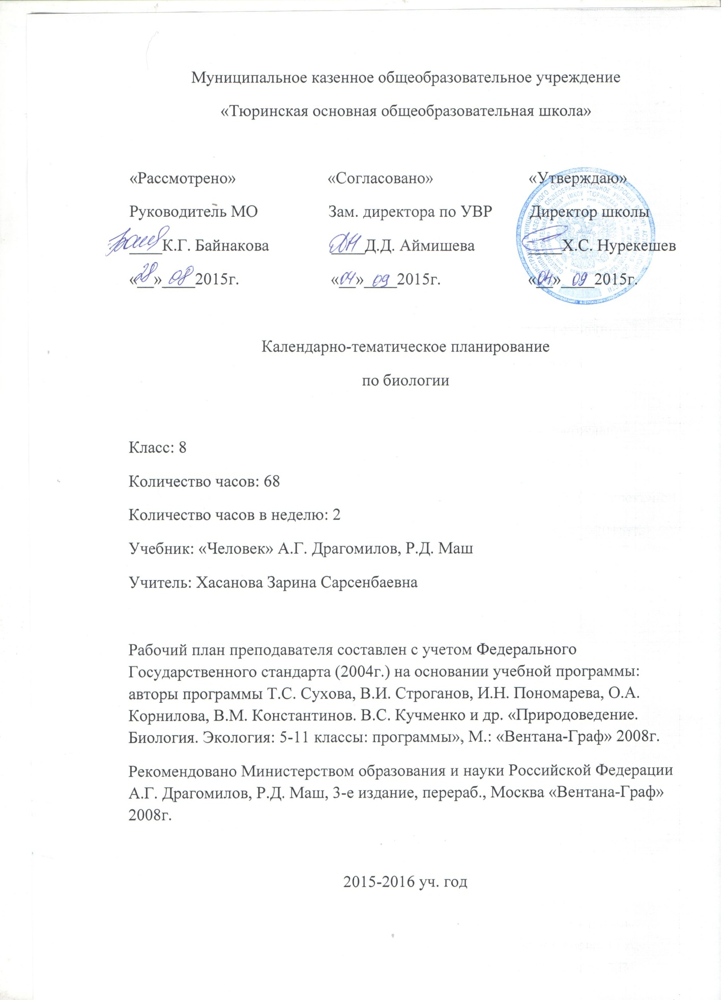 Муниципальное казенное общеобразовательное учреждение
«Тюринская основная общеобразовательная школа»
«Рассмотрено» «Согласовано» «Утверждаю»
Руководитель МО Зам. директора по УВР Директор школы
____К.Г. Байнакова ____Д.Д. Аймишева ____Х.С. Нурекешев
«28» 08 2015г. «04» 09 2015г. «04» 09 2015г.
Календарно-тематическое планирование
по биологии
Класс: 8
Количество часов: 68
Количество часов в неделю: 2
Учебник: «Человек» А.Г. Драгомилов, Р.Д. Маш
Учитель: Хасанова Зарина Сарсенбаевна
Рабочий план преподавателя составлен с учетом Федерального
Государственного стандарта (2004г.) на основании учебной программы:
авторы программы Т.С. Сухова, В.И. Строганов, И.Н. Пономарева, О.А.
Корнилова, В.М. Константинов. В.С. Кучменко и др. «Природоведение.
Биология. Экология: 5-11 классы: программы», М.: «Вентана-Граф» 2008г.
Рекомендовано Министерством образования и науки Российской Федерации
А.Г. Драгомилов, Р.Д. Маш, 3-е издание, перераб., Москва «Вентана-Граф»
2008г.
2015-2016 уч. год